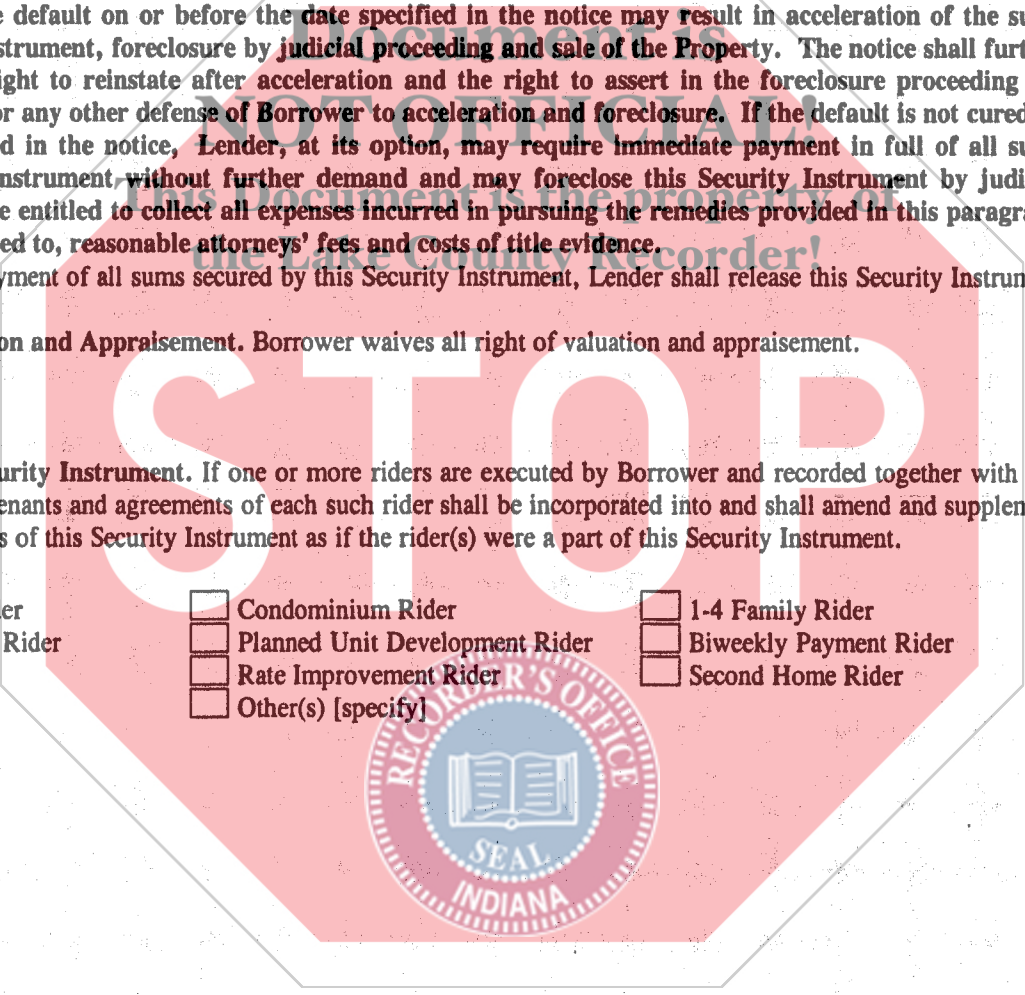 e default on or before the date specified in the notice may result in acceleration of the su
strument, foreclosure by judicial proceeding and sale of the Property. The notice shall furt
ight to reinstate after acceleration and the right to assert in the foreclosure proceeding
or any other defense of Borrower to acceleration and foreclosure. If the default is not cured
d in the notice, Lender, at its option, may require immediate payment in full of all su
nstrument without further demand and may foreclose this Security Instrument by judi
e entitled to collect all expenses incurred in pursuing the remedies provided in this paragra
ed to, reasonable attorneys' fees and costs of title evidence.
yment of all sums secured by this Security Instrument, Lender shall release this Security Instrum
on and Appraisement. Borrower waives all right of valuation and appraisement.
urity Instrument. If one or more riders are executed by Borrower and recorded together with
enants and agreements of each such rider shall be incorporated into and shall amend and supplen
s of this Security Instrument as if the rider(s) were a part of this Security Instrument.
er Condominium Rider 1-4 Family Rider
Rider Planned Unit Development Rider Biweekly Payment Rider
Rate Improvement Rider Second Home Rider
Other(s) [specify]
Document is
NOT OFFICIAL!
This Document is the property of
the Lake County Recorder!
STOP
RECORDER'S OFFICE
SEAL
INDIANA